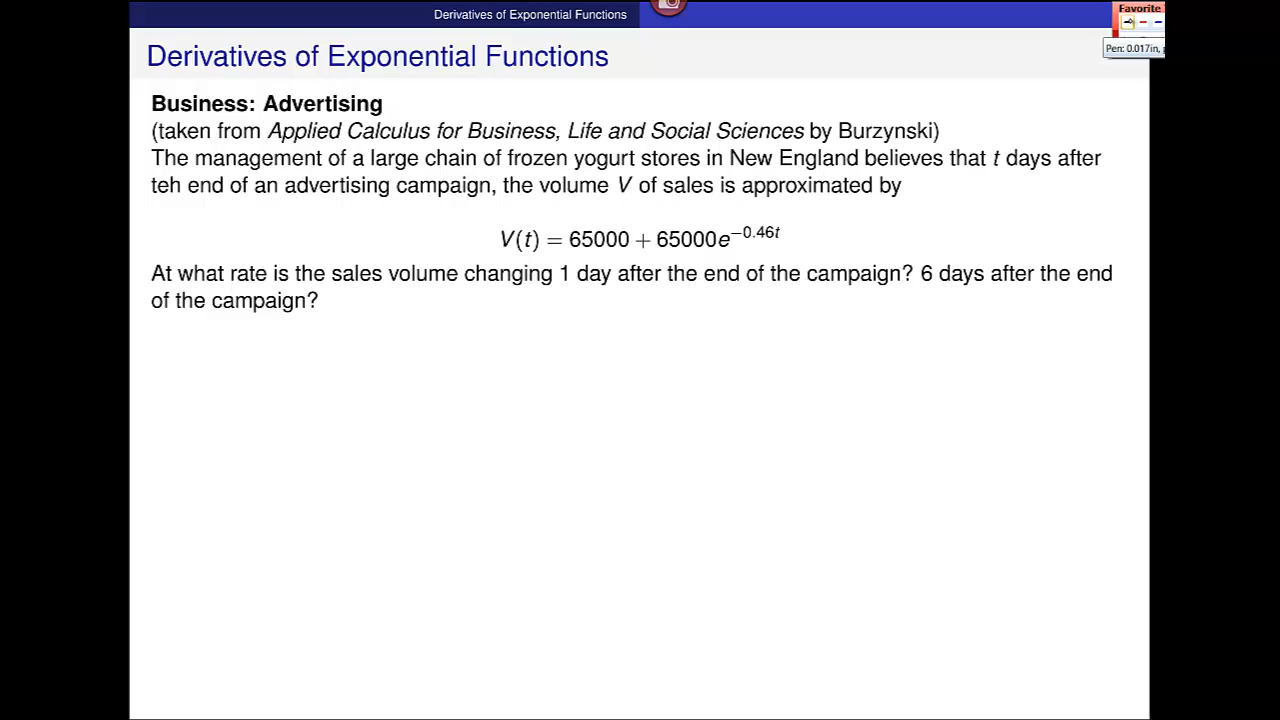 Derivatives of Exponential Functions
Favorite
Pen: 0.017in,
Derivatives of Exponential Functions
Business: Advertising
(taken from Applied Calculus for Business, Life and Social Sciences by Burzynski)
The management of a large chain of frozen yogurt stores in New England believes that t days after
teh end of an advertising campaign, the volume V of sales is approximated by
V(t) = 65000 + 65000e^{−0.46t}
At what rate is the sales volume changing 1 day after the end of the campaign? 6 days after the end
of the campaign?